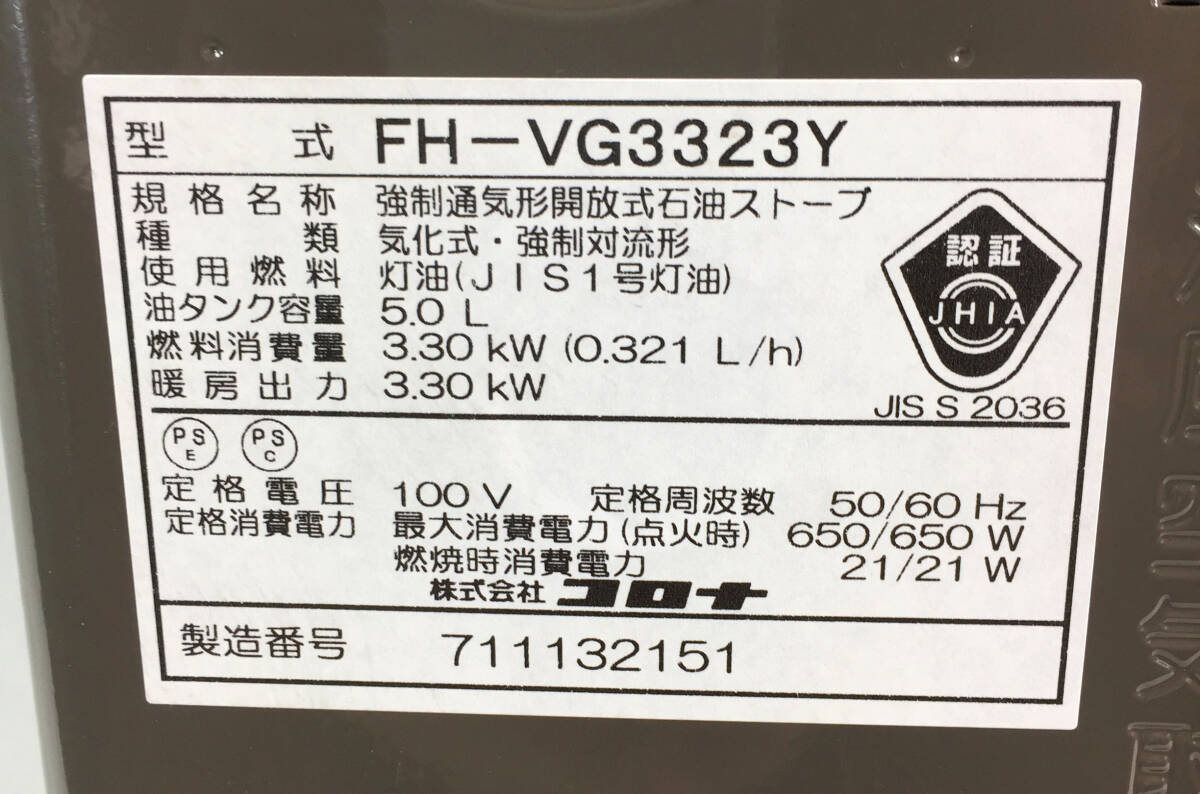 型式 FH-VG3323Y
規格名称 強制通気形開放式石油ストーブ
種類 気化式・強制対流形
使用燃料 灯油(JIS1号灯油)
油タンク容量 5.0 L
燃料消費量 3.30 kW (0.321 L/h)
暖房出力 3.30 kW
認証
JHIA
JIS S 2036
PSE PSC
定格電圧 100 V 定格周波数 50/60 Hz
定格消費電力 最大消費電力(点火時) 650/650 W
燃焼時消費電力 21/21 W
株式会社 コロナ
製造番号 711132151